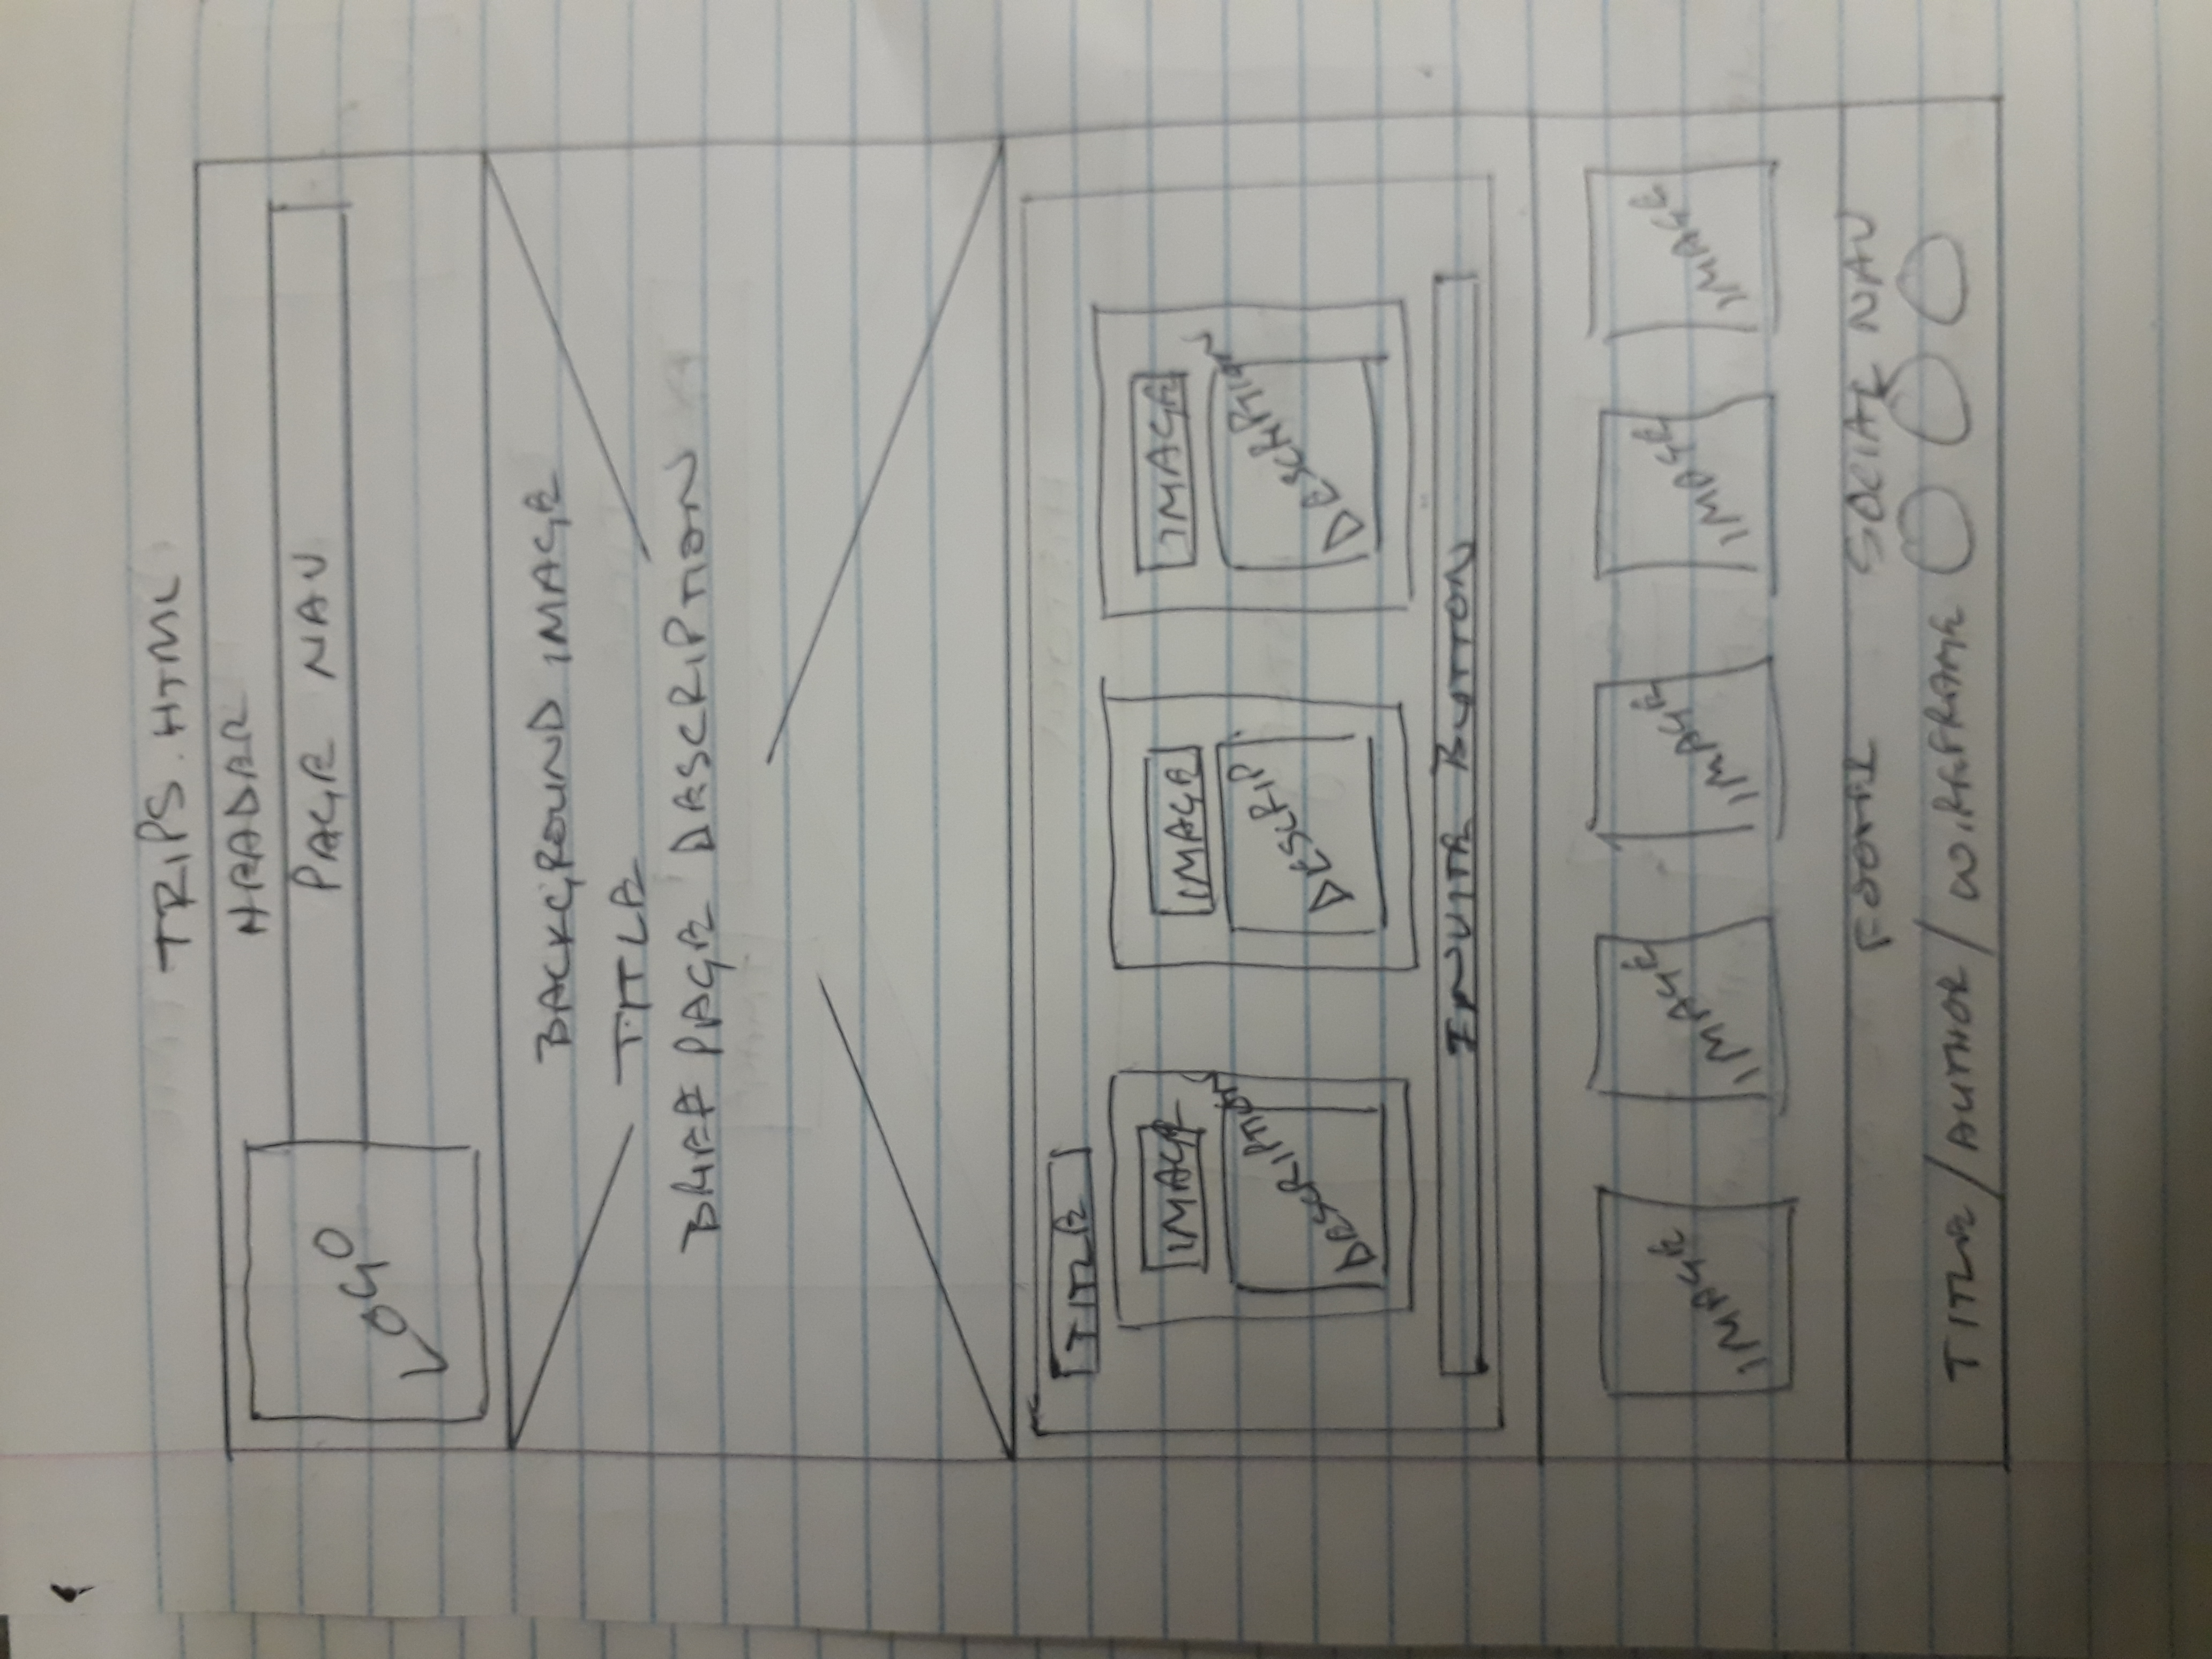 TRIPS.HTML
HEADER
LOGO
PAGE NAV
BACKGROUND IMAGE
TITLE
BRIEF PAGE DESCRIPTION
TITLE
IMAGE IMAGE IMAGE
DESCRIPTION DESCRIP DESCRIPTION
INVITE BUTTON
IMAGE IMAGE IMAGE IMAGE IMAGE
FOOTER SOCIAL NAV
TITLE/AUTHOR/WIREFRAME